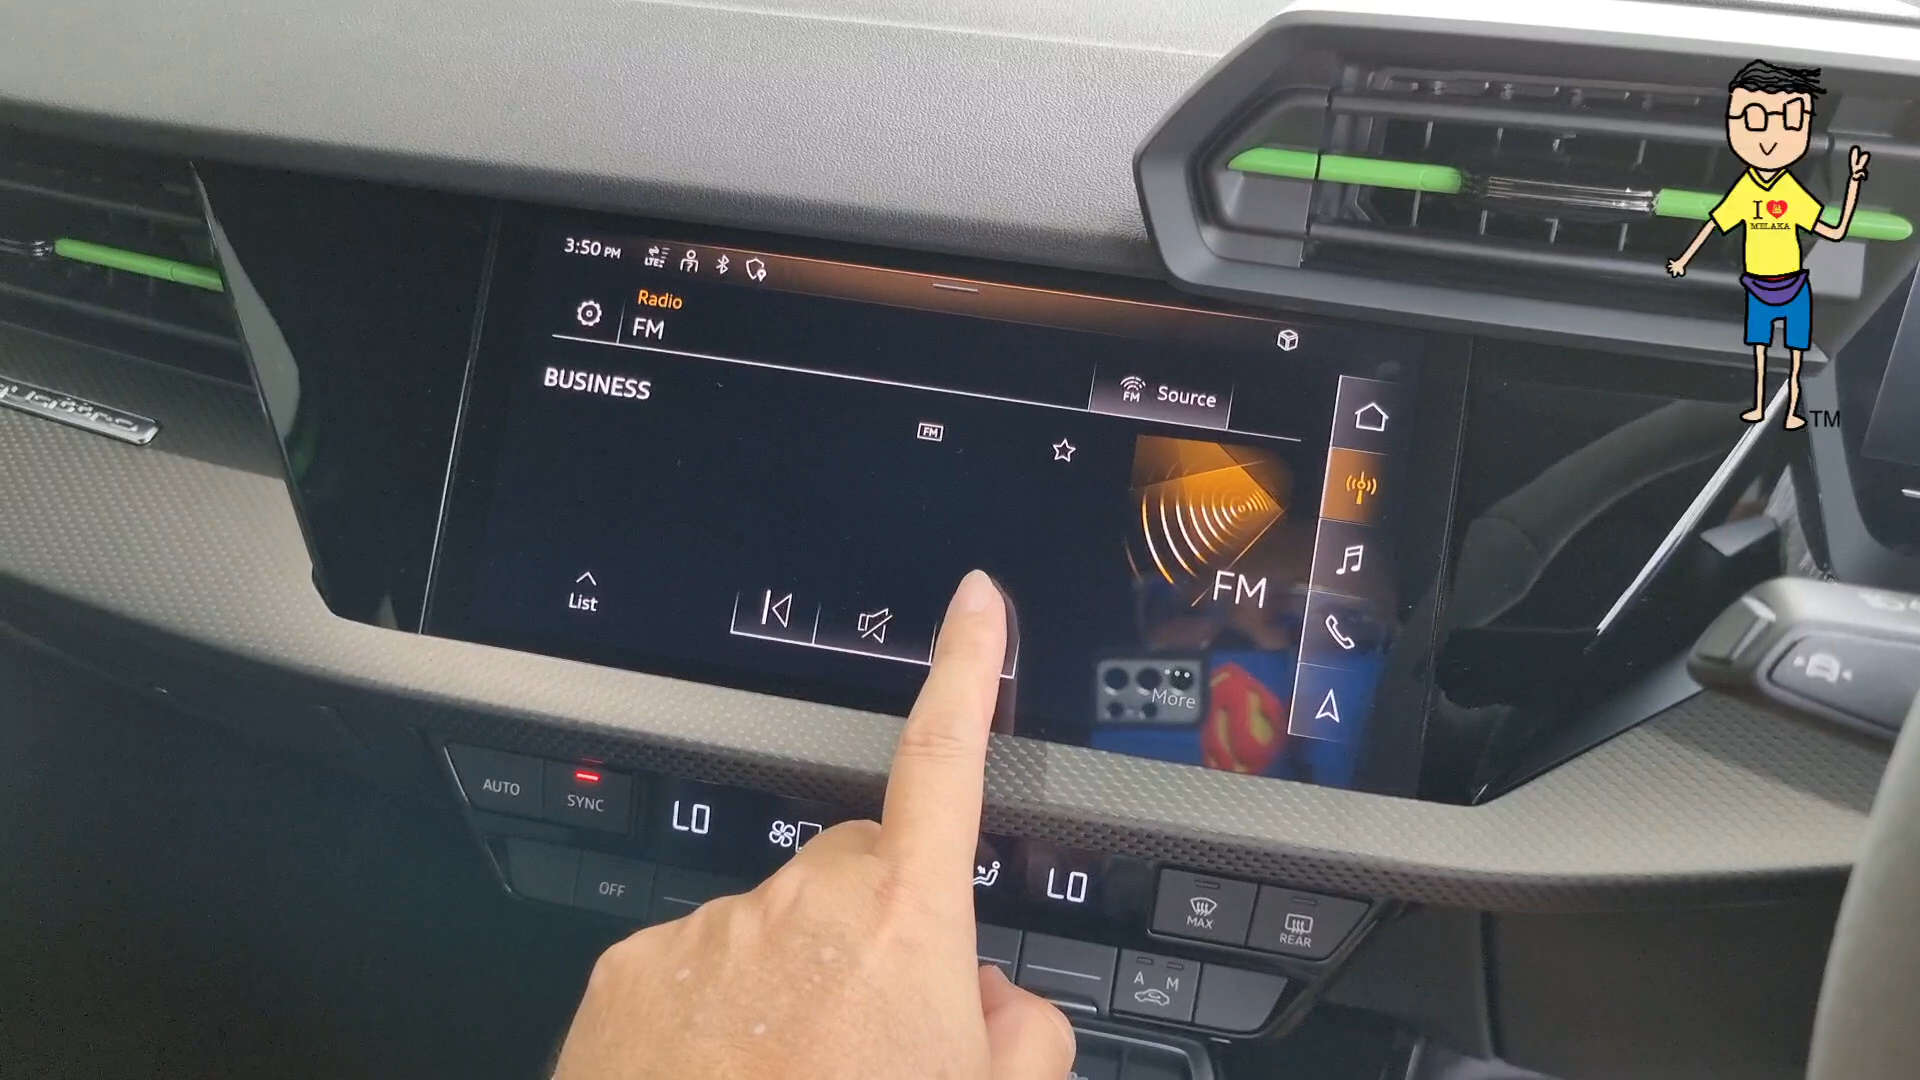 3:50 PM
LTE
Radio
FM
FM
Source
BUSINESS
FM
FM
List
More
quattro
AUTO
SYNC
LO
LO
OFF
MAX
REAR
A M
I
MELAKA
TM